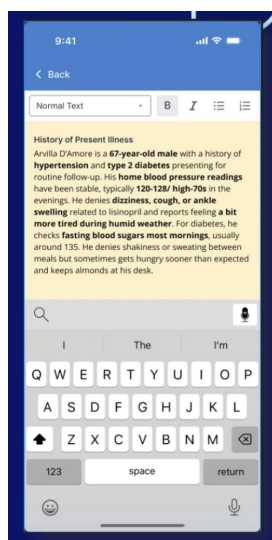 9:41
Back
Normal Text B I
History of Present Illness
Arvilla D'Amore is a 67-year-old male with a history of
hypertension and type 2 diabetes presenting for
routine follow-up. His home blood pressure readings
have been stable, typically 120-128/ high-70s in the
evenings. He denies dizziness, cough, or ankle
swelling related to lisinopril and reports feeling a bit
more tired during humid weather. For diabetes, he
checks fasting blood sugars most mornings, usually
around 135. He denies shakiness or sweating between
meals but sometimes gets hungry sooner than expected
and keeps almonds at his desk.
I The I'm
Q W E R T Y U I O P
A S D F G H J K L
Z X C V B N M
123 space return